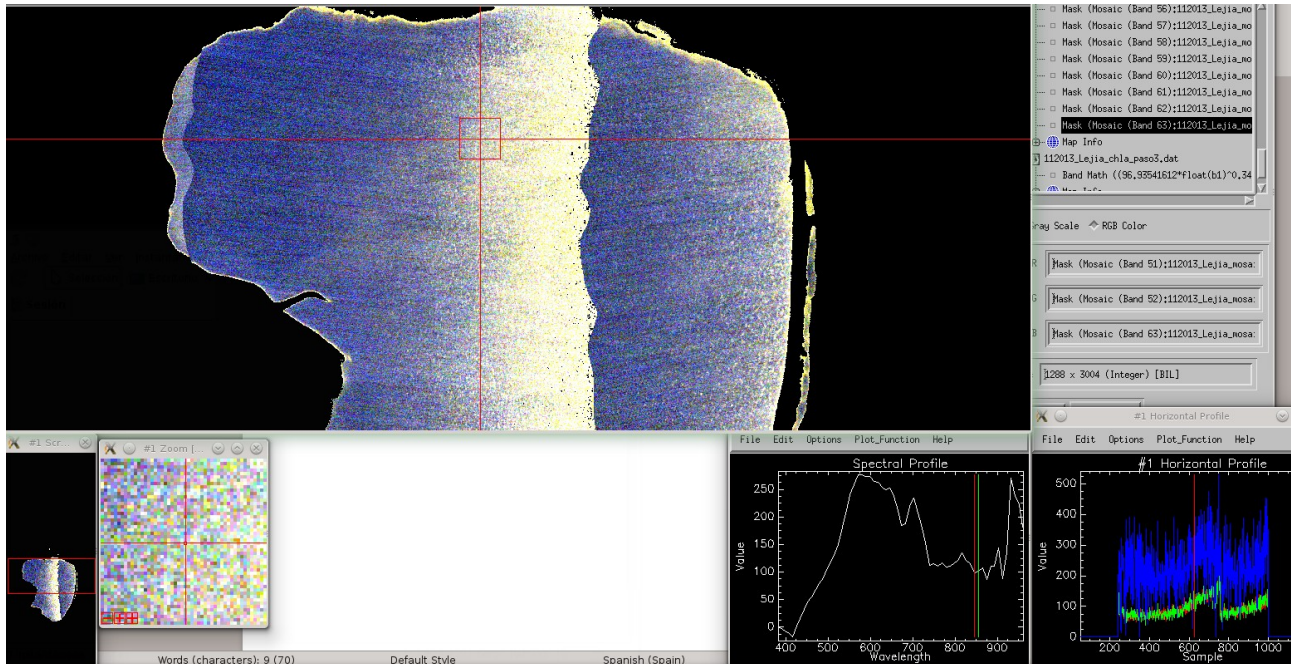 Mask (Mosaic (Band 56):112013_Lejia_mo
Mask (Mosaic (Band 57):112013_Lejia_mo
Mask (Mosaic (Band 58):112013_Lejia_mo
Mask (Mosaic (Band 59):112013_Lejia_mo
Mask (Mosaic (Band 60):112013_Lejia_mo
Mask (Mosaic (Band 61):112013_Lejia_mo
Mask (Mosaic (Band 62):112013_Lejia_mo
Mask (Mosaic (Band 63):112013_Lejia_mo
Map Info
112013_Lejia_chla_paso3.dat
Band Math ((96.93541612*float(b1)^0.34
Map Info
ray Scale RGB Color
R Mask (Mosaic (Band 51):112013_Lejia_mosa:
G Mask (Mosaic (Band 52):112013_Lejia_mosa:
B Mask (Mosaic (Band 63):112013_Lejia_mosa:
1288 x 3004 (Integer) [BIL]
#1 Scr...
#1 Zoom [...
File Edit Options Plot_Function Help
Spectral Profile
Value
250
200
150
100
50
0
400 500 600 700 800 900
Wavelength
#1 Horizontal Profile
File Edit Options Plot_Function Help
#1 Horizontal Profile
Value
500
400
300
200
100
0
0 200 400 600 800 1000
Sample
Words (characters): 9 (70) Default Style Spanish (Spain)